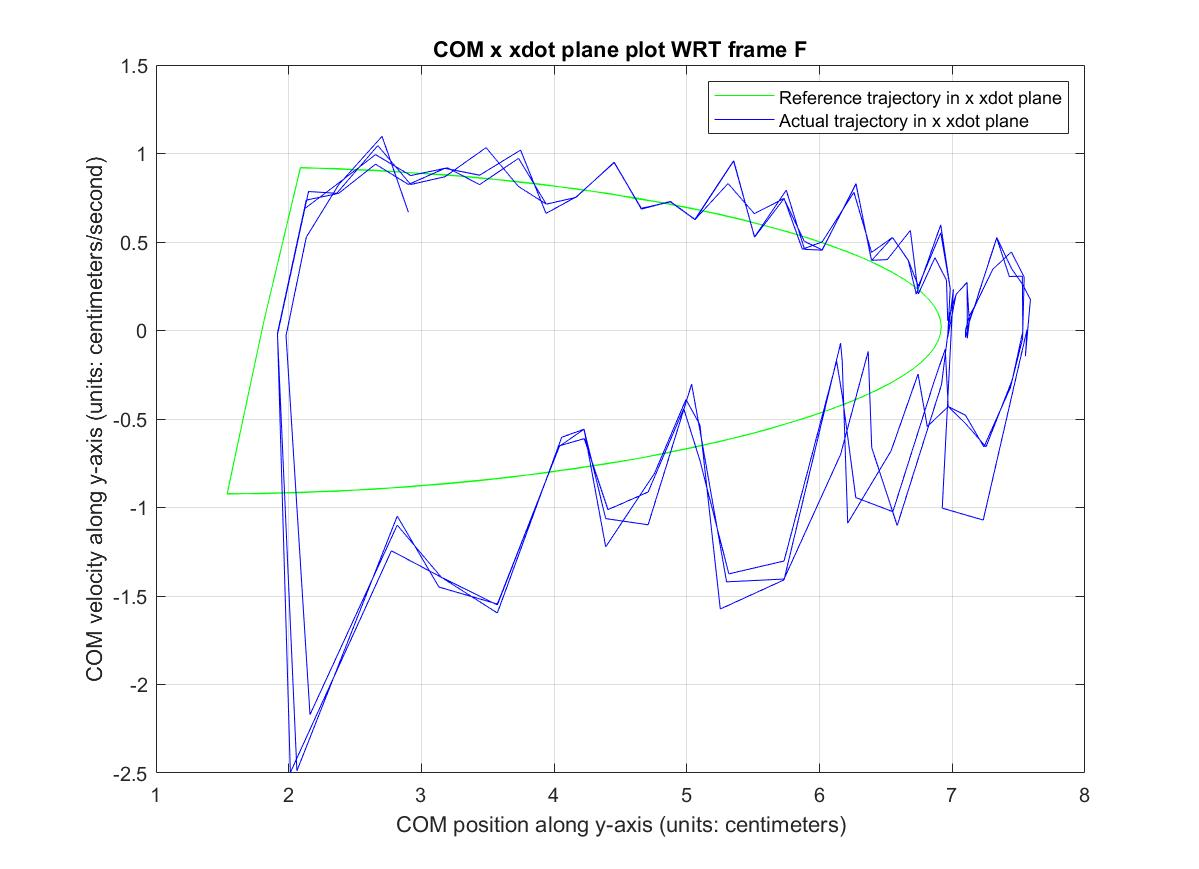 COM x xdot plane plot WRT frame F
Reference trajectory in x xdot plane
Actual trajectory in x xdot plane
COM velocity along y-axis (units: centimeters/second)
1.5
1
0.5
0
-0.5
-1
-1.5
-2
-2.5
1 2 3 4 5 6 7 8
COM position along y-axis (units: centimeters)